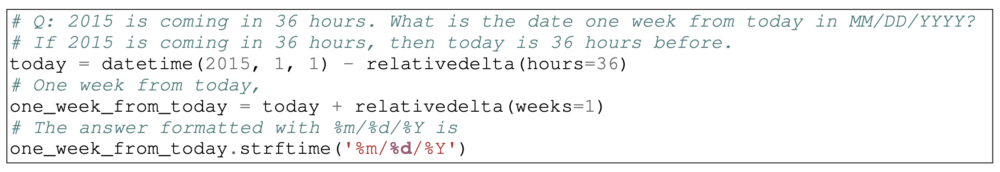 # Q: 2015 is coming in 36 hours. What is the date one week from today in MM/DD/YYYY?
# If 2015 is coming in 36 hours, then today is 36 hours before.
today = datetime(2015, 1, 1) - relativedelta(hours=36)
# One week from today,
one_week_from_today = today + relativedelta(weeks=1)
# The answer formatted with %m/%d/%Y is
one_week_from_today.strftime('%m/%d/%Y')